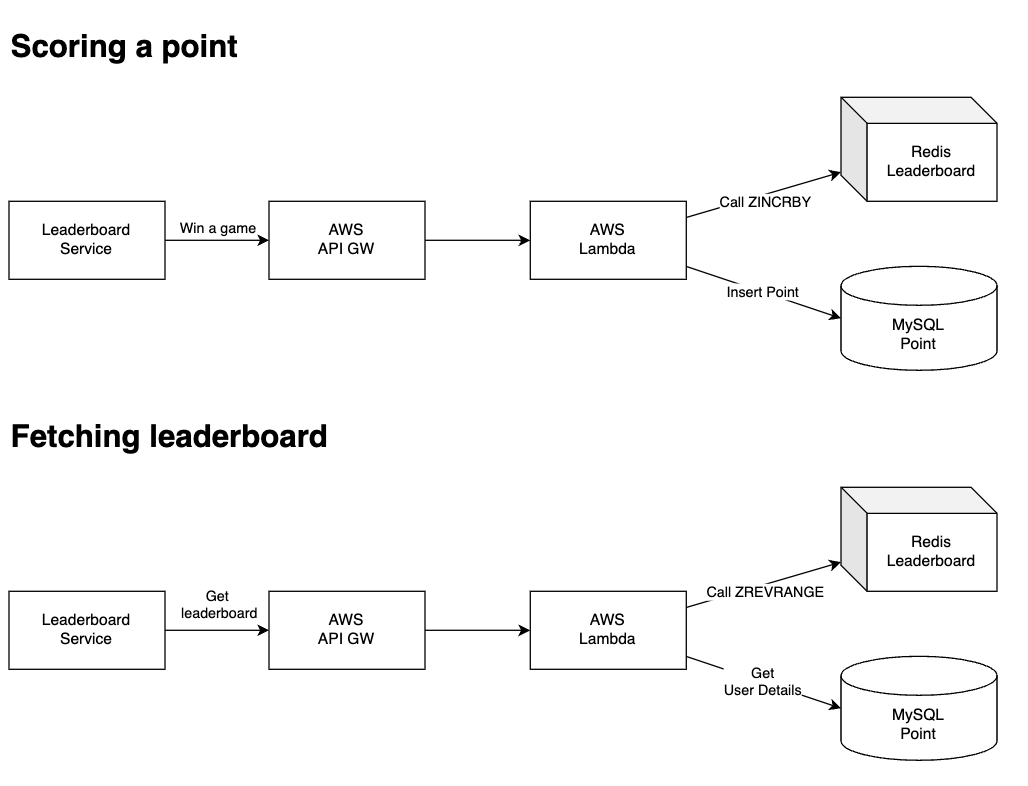 Scoring a point
Redis
Leaderboard
Call ZINCRBY
Leaderboard
Service
Win a game
AWS
API GW
AWS
Lambda
Insert Point
MySQL
Point
Fetching leaderboard
Redis
Leaderboard
Call ZREVRANGE
Leaderboard
Service
Get
leaderboard
AWS
API GW
AWS
Lambda
Get
User Details
MySQL
Point